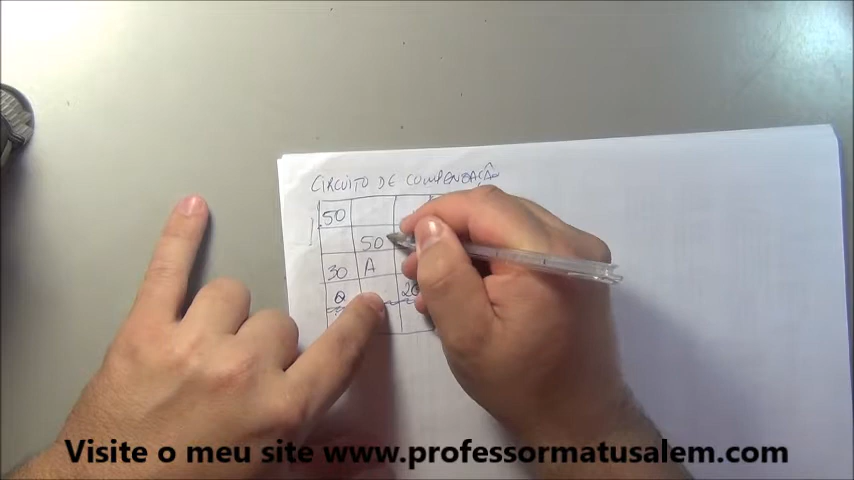 CIRCUITO DE COMPENSAÇÃO
50
50
30 A
Q 20
Visite o meu site www.professormatusalem.com